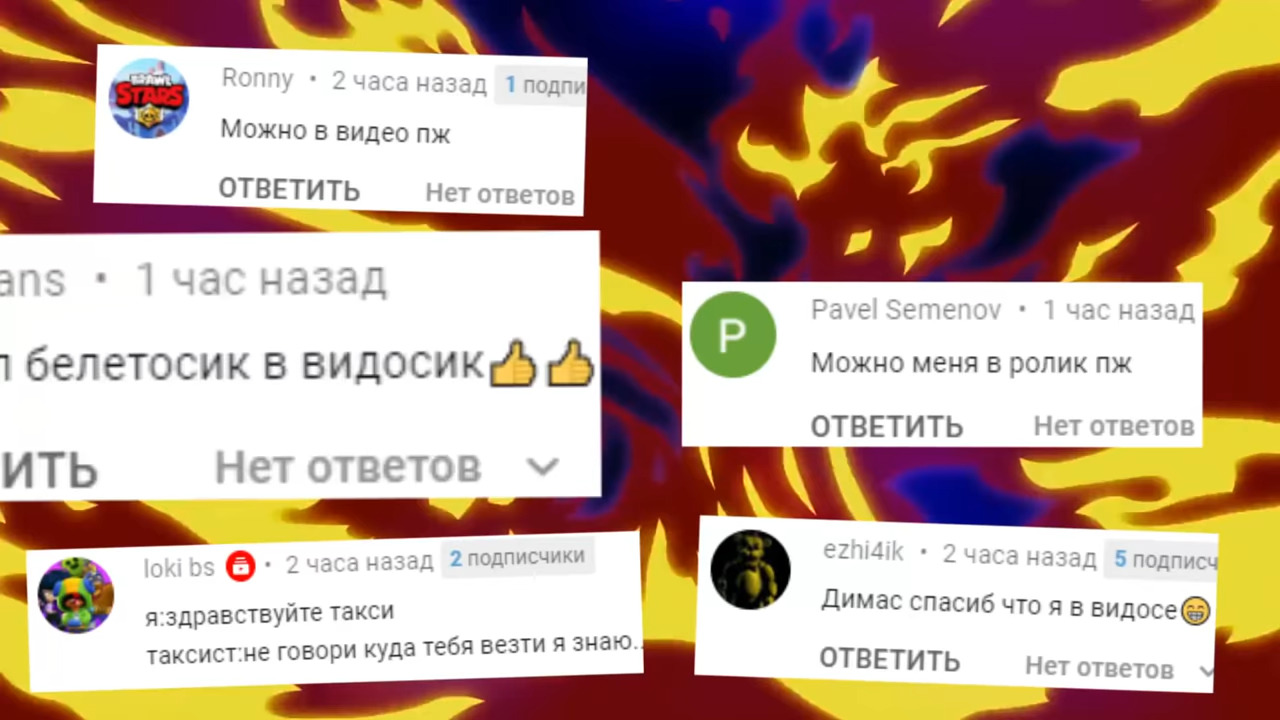 BRAWL STARS
Ronny • 2 часа назад 1 подпи
Можно в видео пж
ОТВЕТИТЬ Нет ответов
ans • 1 час назад
л белетосик в видосик👍👍
ИТЬ Нет ответов
Р
Pavel Semenov • 1 час назад
Можно меня в ролик пж
ОТВЕТИТЬ Нет ответов
loki bs • 2 часа назад 2 подписчики
я:здравствуйте такси
таксист:не говори куда тебя везти я знаю..
ezhi4ik • 2 часа назад 5 подписч
Димас спасиб что я в видосе😁
ОТВЕТИТЬ Нет ответов